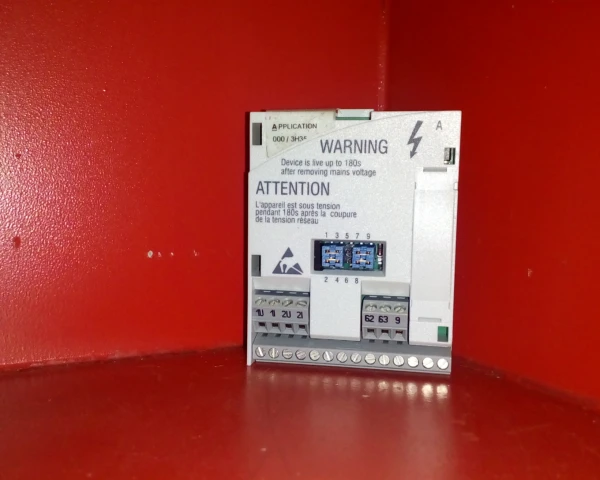 APPLICATION
A
WARNING
Device is live up to 180s
after removing mains voltage
ATTENTION
L'appareil est sous tension
pendant 180s après la coupure
de la tension réseau
1 3 5 7 9
2 4 6 8
1U 1I 2U 2I
62 63 9